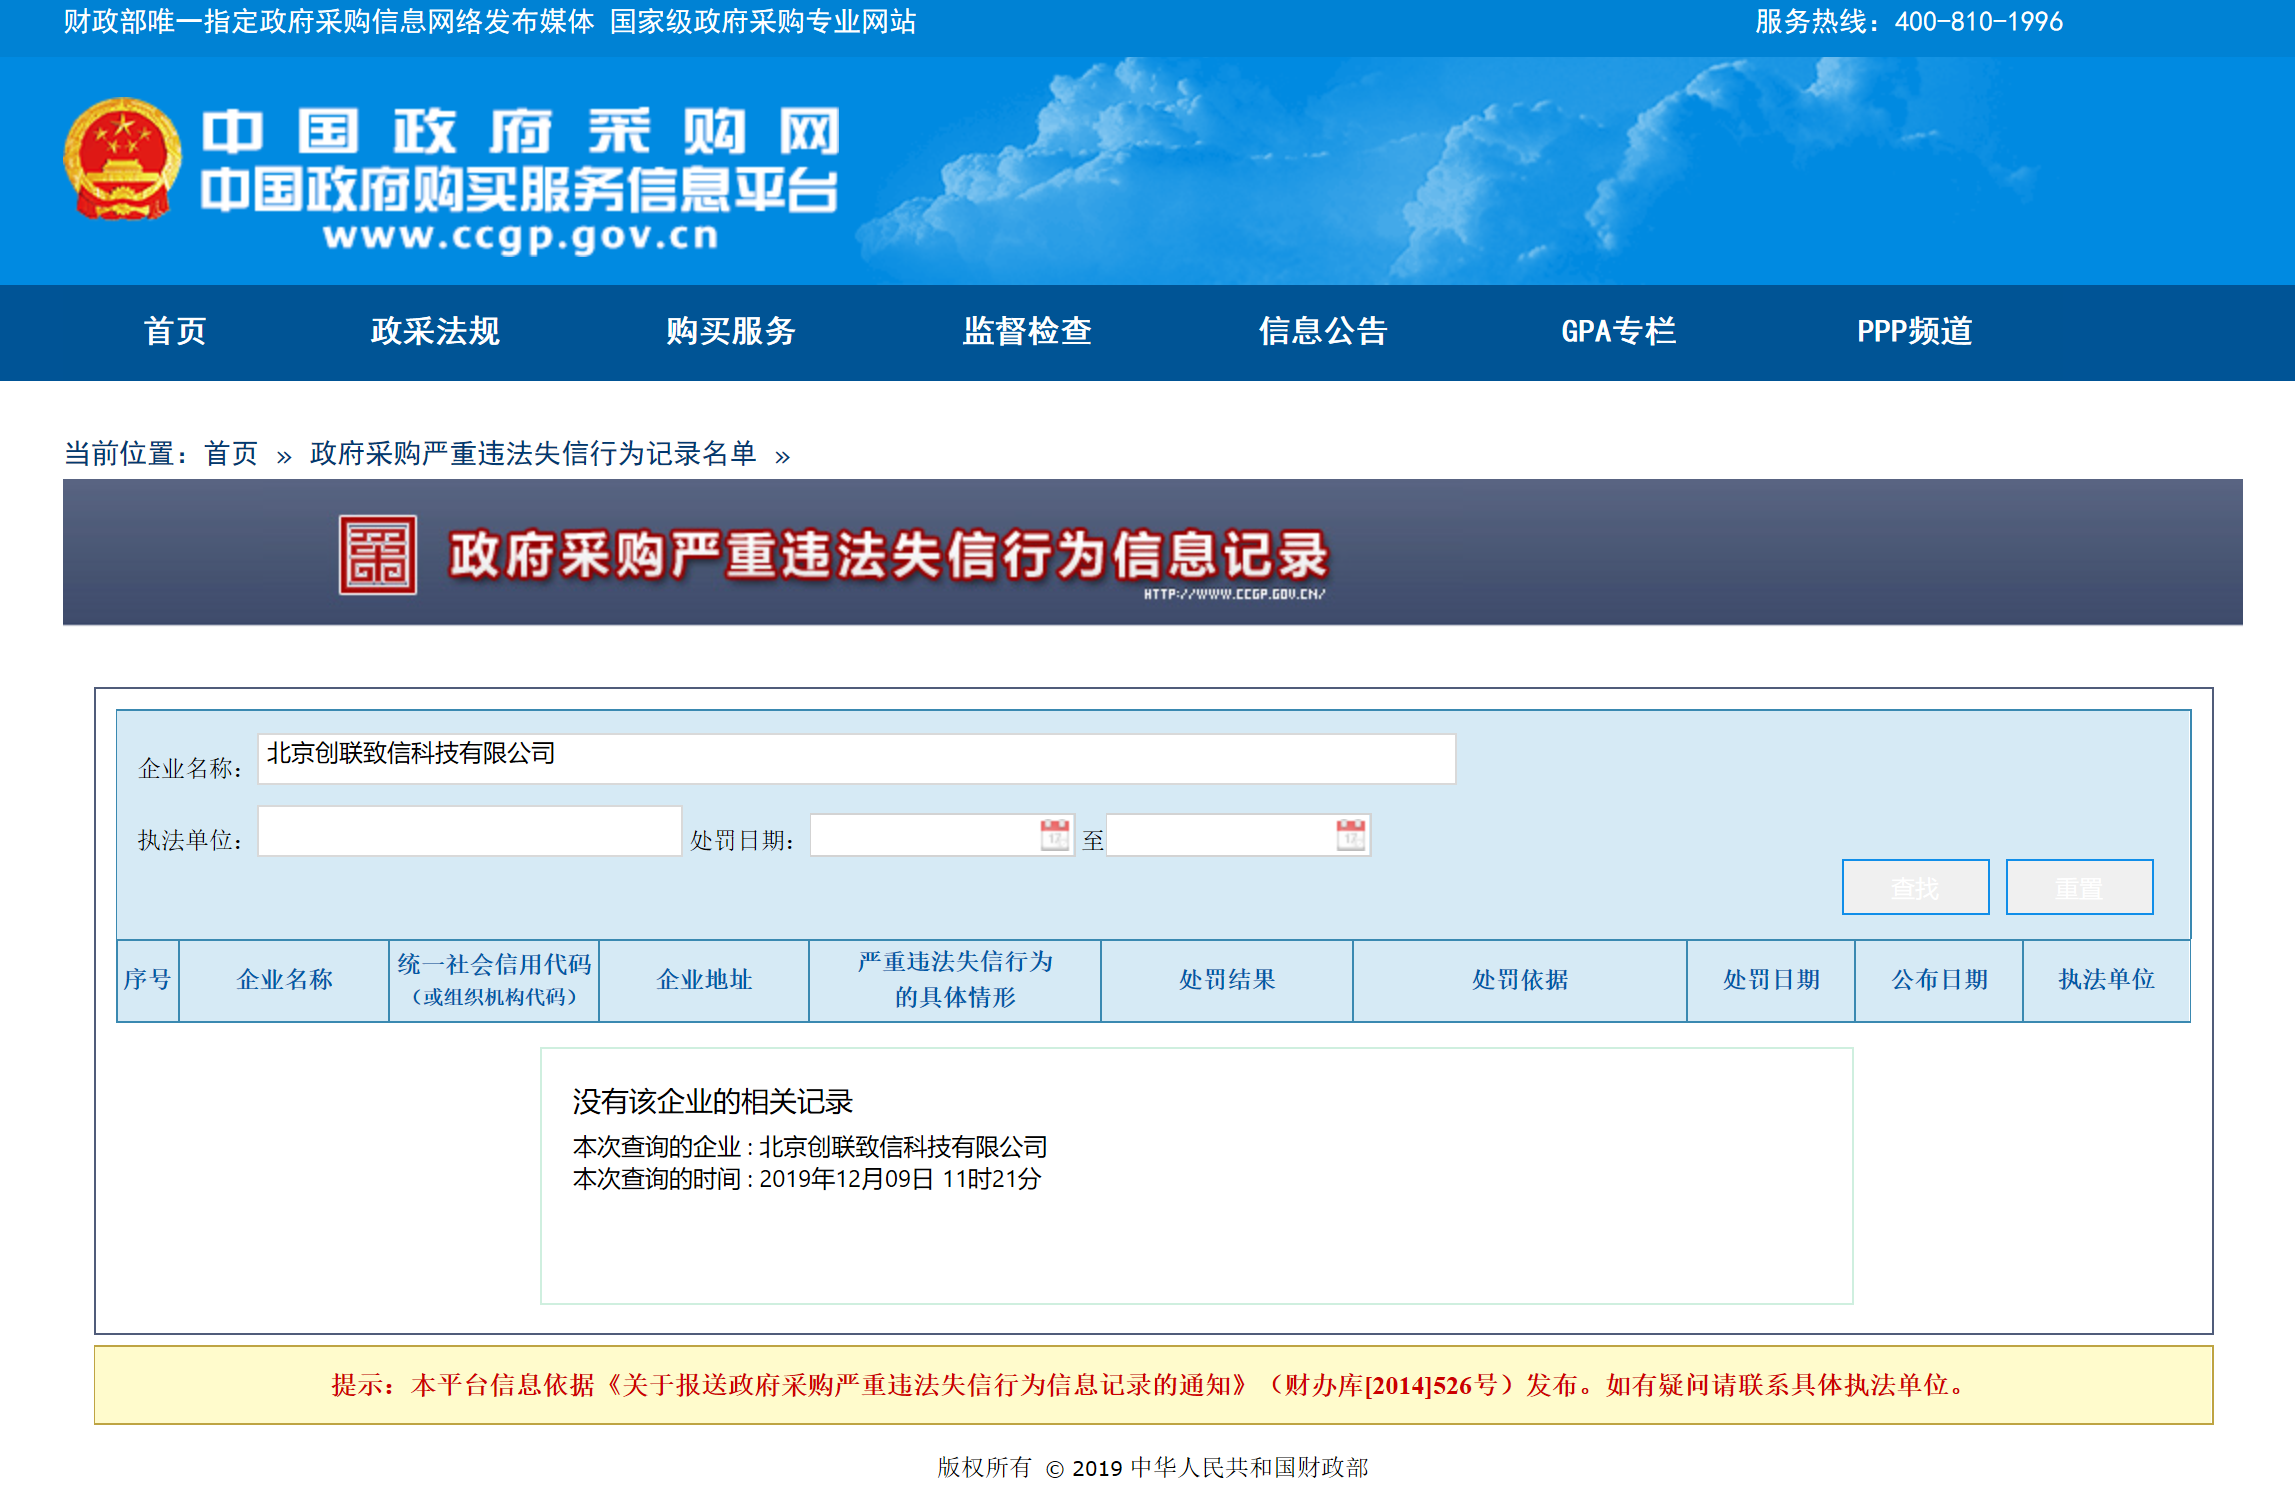 财政部唯一指定政府采购信息网络发布媒体 国家级政府采购专业网站
服务热线：400-810-1996
中国政府采购网
中国政府购买服务信息平台
www.ccgp.gov.cn
首页 政采法规 购买服务 监督检查 信息公告 GPA专栏 PPP频道
当前位置：首页 » 政府采购严重违法失信行为记录名单 »
政府采购严重违法失信行为信息记录
HTTP://WWW.CCGP.GOV.CN/
企业名称：北京创联致信科技有限公司
执法单位： 处罚日期： 12 至 12
查找 重置
序号 企业名称 统一社会信用代码（或组织机构代码） 企业地址 严重违法失信行为的具体情形 处罚结果 处罚依据 处罚日期 公布日期 执法单位
没有该企业的相关记录
本次查询的企业 : 北京创联致信科技有限公司
本次查询的时间 : 2019年12月09日 11时21分
提示：本平台信息依据《关于报送政府采购严重违法失信行为信息记录的通知》（财办库[2014]526号）发布。如有疑问请联系具体执法单位。
版权所有 © 2019 中华人民共和国财政部